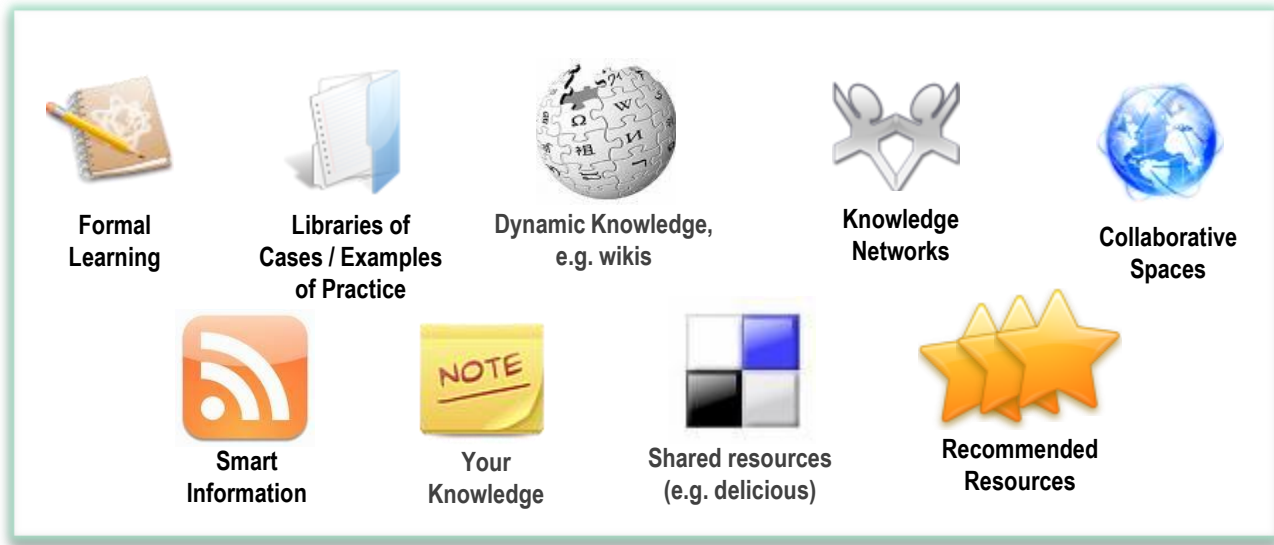 Formal
Learning
Libraries of
Cases / Examples
of Practice
Dynamic Knowledge,
e.g. wikis
Knowledge
Networks
Collaborative
Spaces
NOTE
Smart
Information
Your
Knowledge
Shared resources
(e.g. delicious)
Recommended
Resources